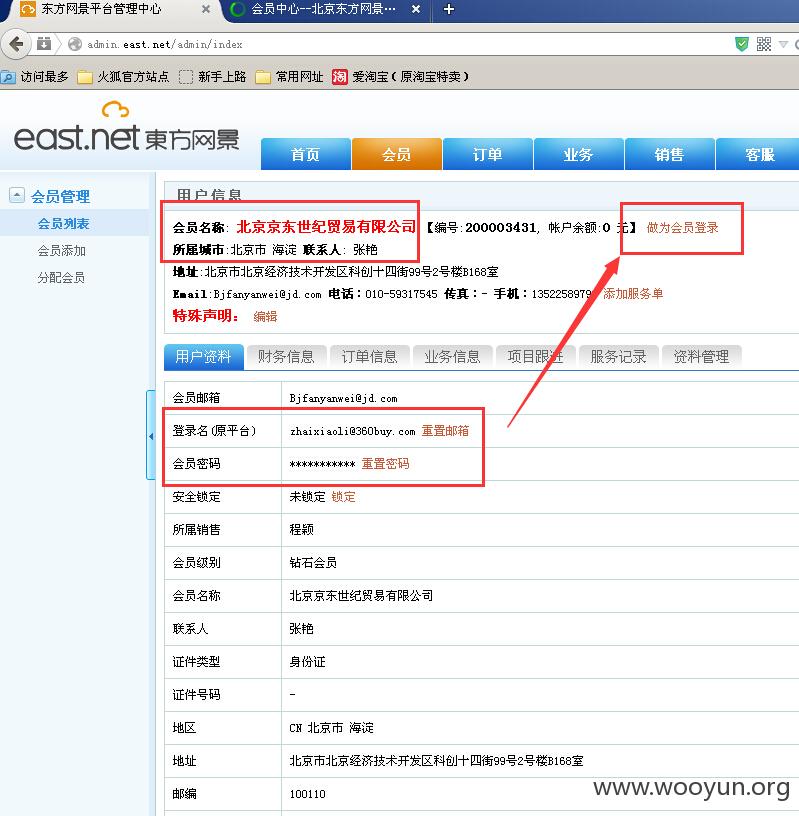 东方网景平台管理中心
会员中心--北京东方网景...
admin.east.net/admin/index
访问最多 火狐官方站点 新手上路 常用网址 淘 爱淘宝（原淘宝特卖）
east.net 東方网景
首页 会员 订单 业务 销售 客服
会员管理
会员列表
会员添加
分配会员
用户信息
会员名称: 北京京东世纪贸易有限公司 【编号:200003431, 帐户余额:0 元】 做为会员登录
所属城市:北京市 海淀 联系人: 张艳
地址:北京市北京经济技术开发区科创十四街99号2号楼B168室
Email:Bjfanyanwei@jd.com 电话:010-59317545 传真:- 手机:1352258979 添加服务单
特殊声明: 编辑
用户资料 财务信息 订单信息 业务信息 项目跟进 服务记录 资料管理
会员邮箱 Bjfanyanwei@jd.com
登录名(原平台) zhaixiaoli@360buy.com 重置邮箱
会员密码 *********** 重置密码
安全锁定 未锁定 锁定
所属销售 程颖
会员级别 钻石会员
会员名称 北京京东世纪贸易有限公司
联系人 张艳
证件类型 身份证
证件号码 -
地区 CN 北京市 海淀
地址 北京市北京经济技术开发区科创十四街99号2号楼B168室
邮编 100110
www.wooyun.org